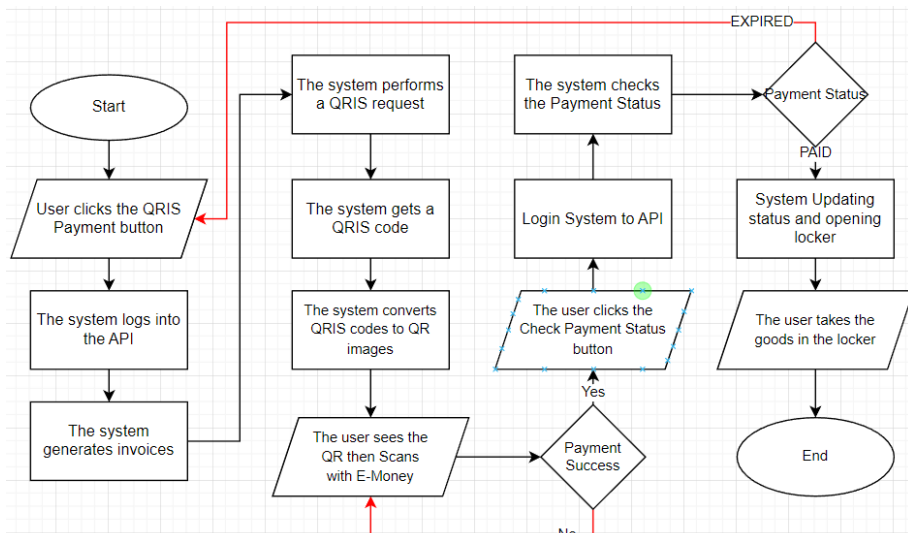 EXPIRED
Start
User clicks the QRIS
Payment button
The system logs into
the API
The system
generates invoices
The system performs
a QRIS request
The system gets a
QRIS code
The system converts
QRIS codes to QR
images
The user sees the
QR then Scans
with E-Money
Payment
Success
Yes
No
The user clicks the
Check Payment Status
button
Login System to API
The system checks
the Payment Status
Payment Status
PAID
System Updating
status and opening
locker
The user takes the
goods in the locker
End